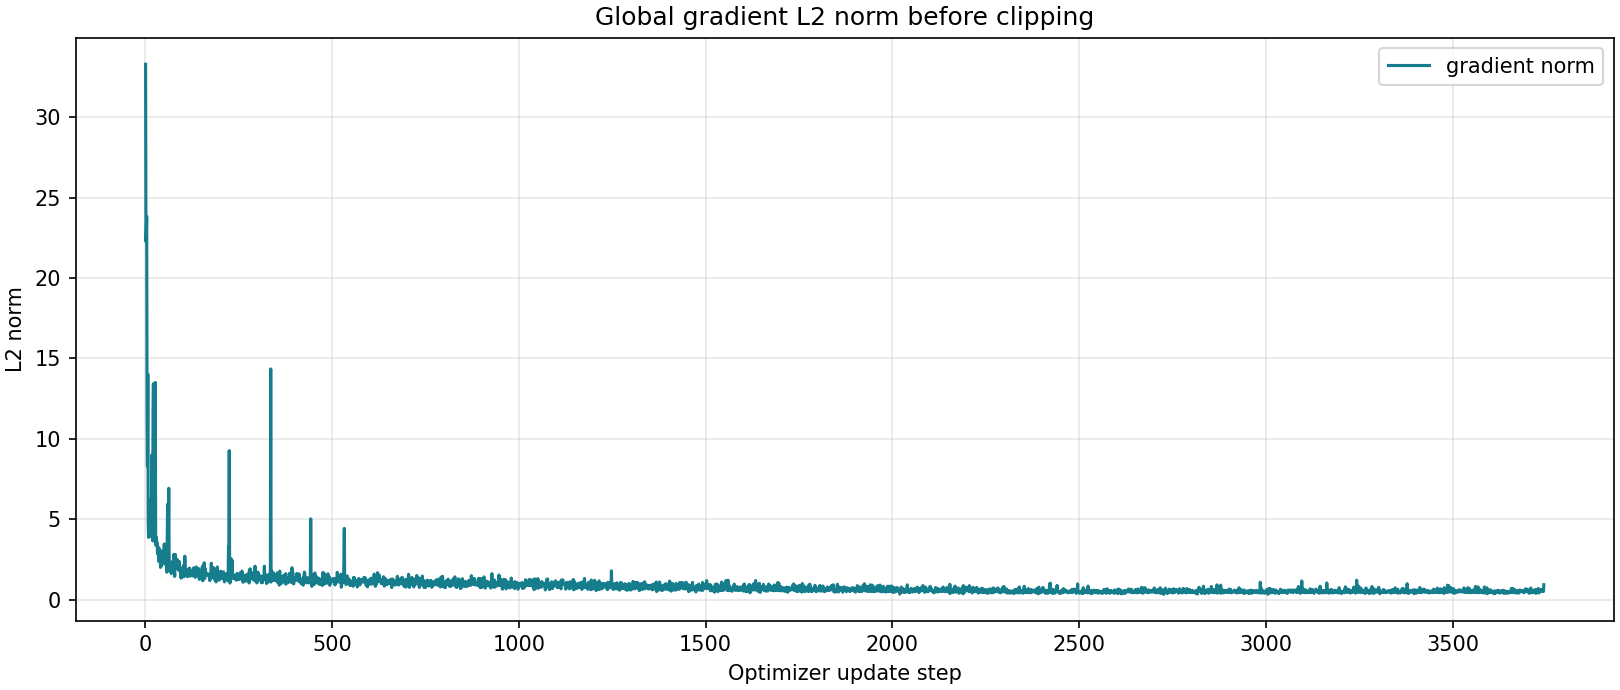 Global gradient L2 norm before clipping
gradient norm
L2 norm
30
25
20
15
10
5
0
0 500 1000 1500 2000 2500 3000 3500
Optimizer update step